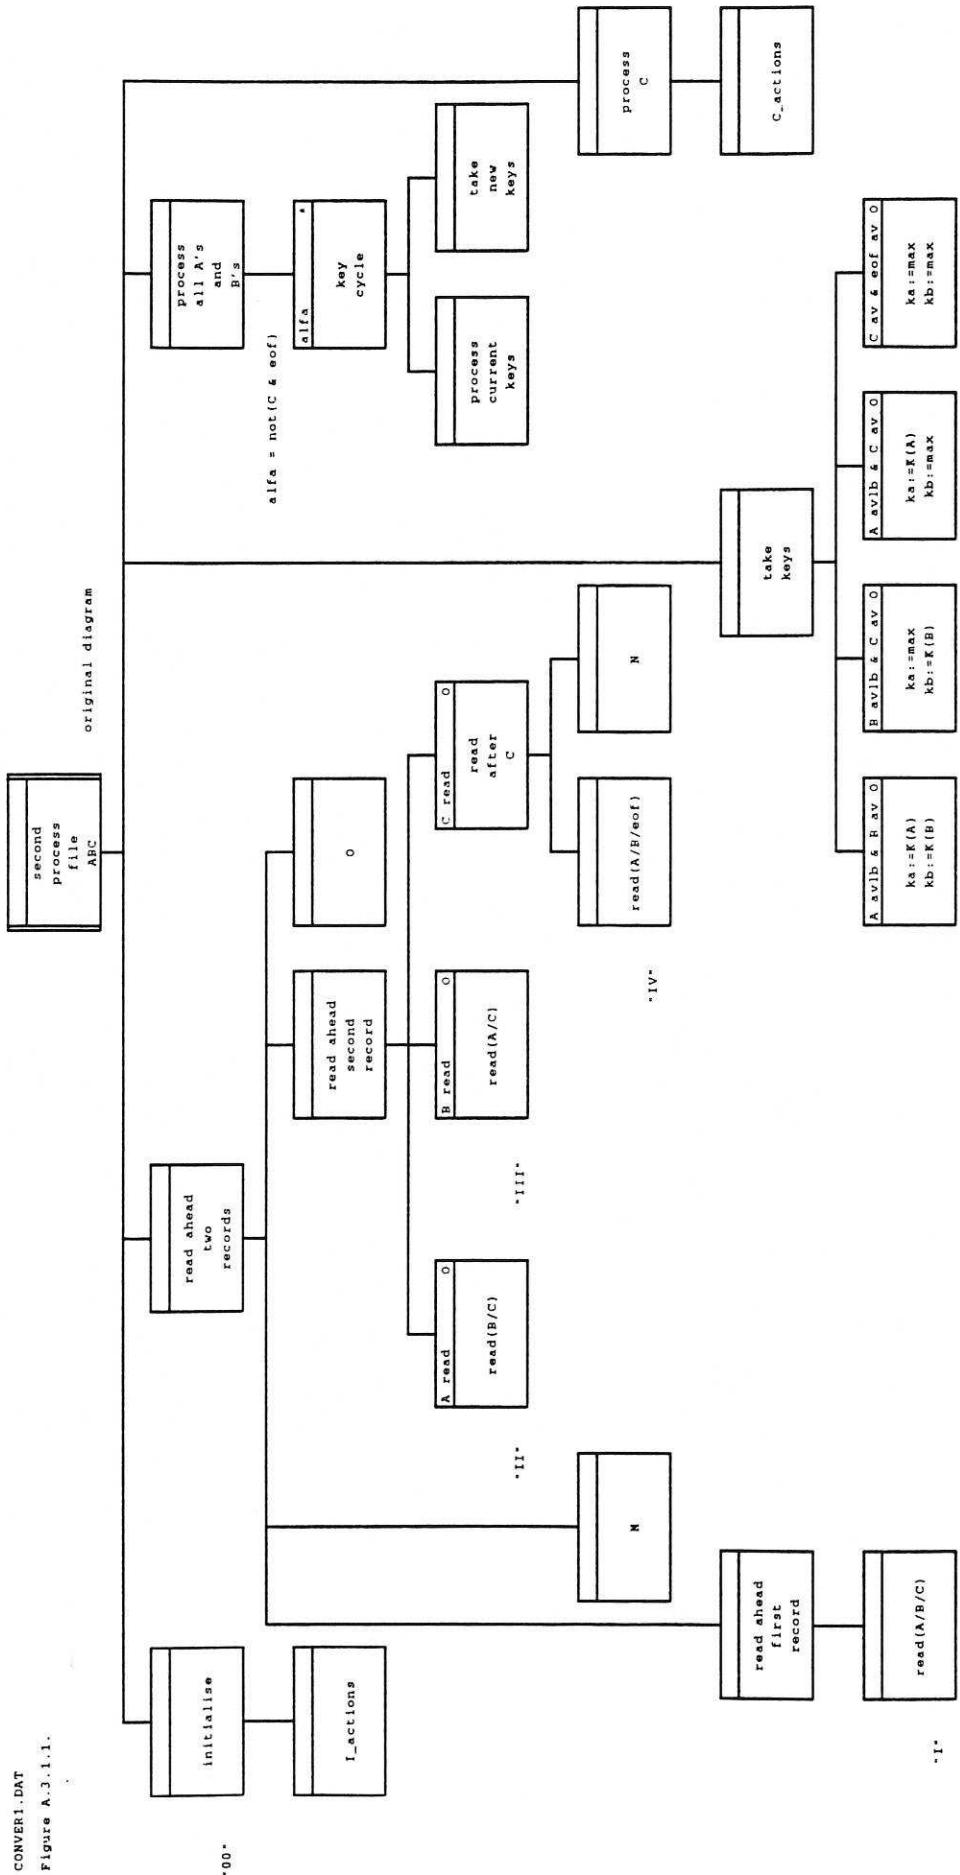 CONVER1.DAT
Figure A.3.1.1.
original diagram
second
process
file
ABC
"00"
initialise
I_actions
read ahead
two
records
read ahead
first
record
read(A/B/C)
"I"
M
read ahead
second
record
A read O
read(B/C)
"II"
B read O
read(A/C)
"III"
C read O
read
after
C
read(A/B/eof)
"IV"
N
O
take
keys
A avlb & B av O
ka:=K(A)
kb:=K(B)
B avlb & C av O
ka:=max
kb:=K(B)
A avlb & C av O
ka:=K(A)
kb:=max
C av & eof av O
ka:=max
kb:=max
process
all A's
and
B's
alfa = not(C & eof)
alfa *
key
cycle
process
current
keys
take
new
keys
process
C
C_actions